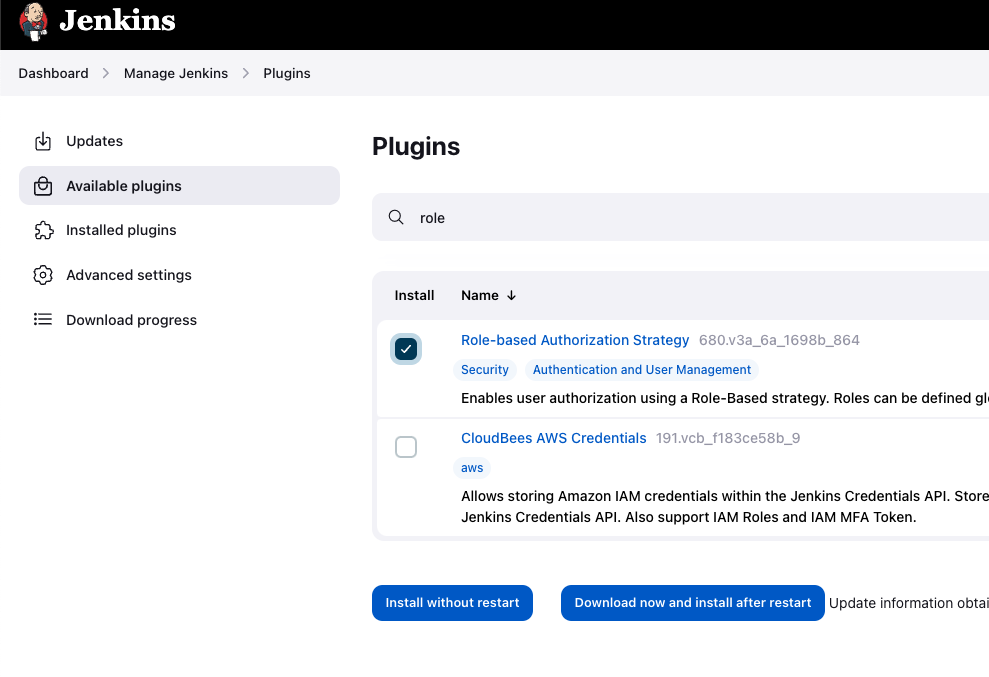 Jenkins
Dashboard > Manage Jenkins > Plugins
Updates
Available plugins
Installed plugins
Advanced settings
Download progress
Plugins
role
Install Name ↓
Role-based Authorization Strategy 680.v3a_6a_1698b_864
Security Authentication and User Management
Enables user authorization using a Role-Based strategy. Roles can be defined
CloudBees AWS Credentials 191.vcb_f183ce58b_9
aws
Allows storing Amazon IAM credentials within the Jenkins Credentials API. Store
Jenkins Credentials API. Also support IAM Roles and IAM MFA Token.
Install without restart Download now and install after restart Update information